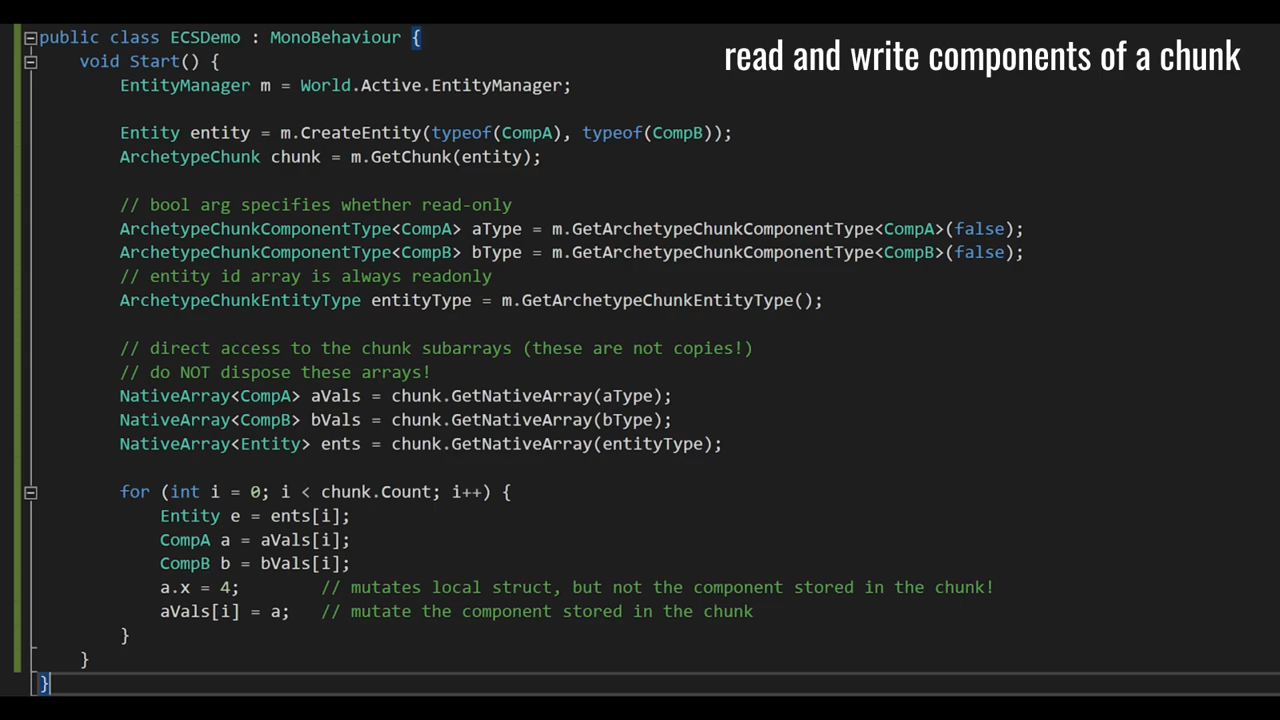 public class ECSDemo : MonoBehaviour {
read and write components of a chunk
void Start() {
EntityManager m = World.Active.EntityManager;
Entity entity = m.CreateEntity(typeof(CompA), typeof(CompB));
ArchetypeChunk chunk = m.GetChunk(entity);
// bool arg specifies whether read-only
ArchetypeChunkComponentType<CompA> aType = m.GetArchetypeChunkComponentType<CompA>(false);
ArchetypeChunkComponentType<CompB> bType = m.GetArchetypeChunkComponentType<CompB>(false);
// entity id array is always readonly
ArchetypeChunkEntityType entityType = m.GetArchetypeChunkEntityType();
// direct access to the chunk subarrays (these are not copies!)
// do NOT dispose these arrays!
NativeArray<CompA> aVals = chunk.GetNativeArray(aType);
NativeArray<CompB> bVals = chunk.GetNativeArray(bType);
NativeArray<Entity> ents = chunk.GetNativeArray(entityType);
for (int i = 0; i < chunk.Count; i++) {
Entity e = ents[i];
CompA a = aVals[i];
CompB b = bVals[i];
a.x = 4; // mutates local struct, but not the component stored in the chunk!
aVals[i] = a; // mutate the component stored in the chunk
}
}
}